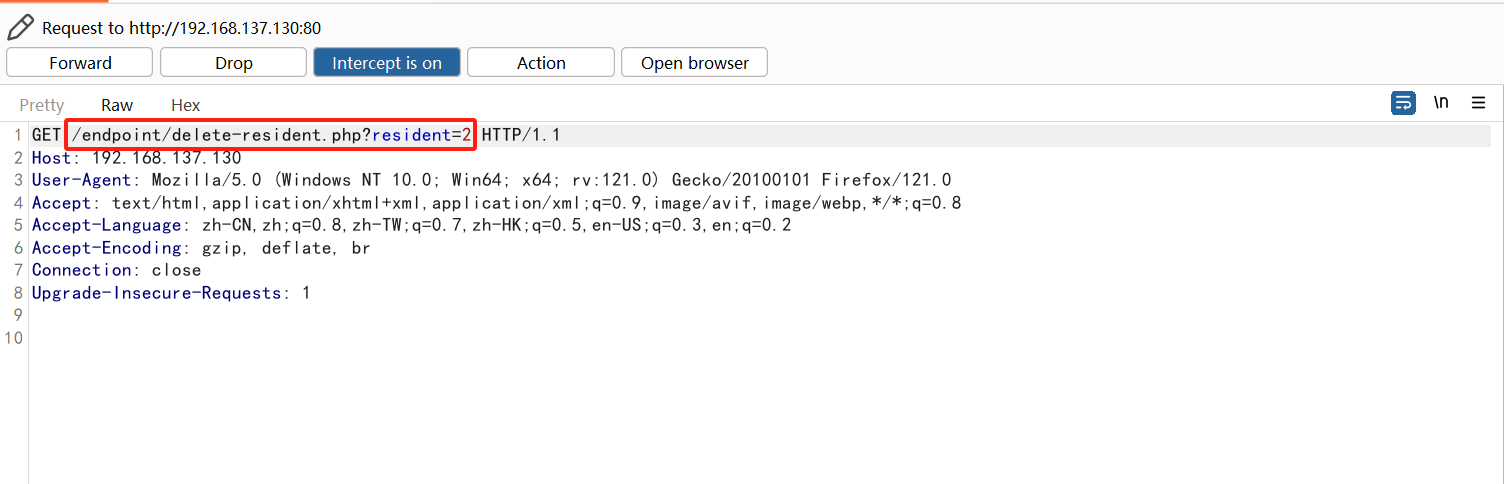 Request to http://192.168.137.130:80
Forward Drop Intercept is on Action Open browser
Pretty Raw Hex \n
1 GET /endpoint/delete-resident.php?resident=2 HTTP/1.1
2 Host: 192.168.137.130
3 User-Agent: Mozilla/5.0 (Windows NT 10.0; Win64; x64; rv:121.0) Gecko/20100101 Firefox/121.0
4 Accept: text/html,application/xhtml+xml,application/xml;q=0.9,image/avif,image/webp,*/*;q=0.8
5 Accept-Language: zh-CN,zh;q=0.8,zh-TW;q=0.7,zh-HK;q=0.5,en-US;q=0.3,en;q=0.2
6 Accept-Encoding: gzip, deflate, br
7 Connection: close
8 Upgrade-Insecure-Requests: 1
9
10